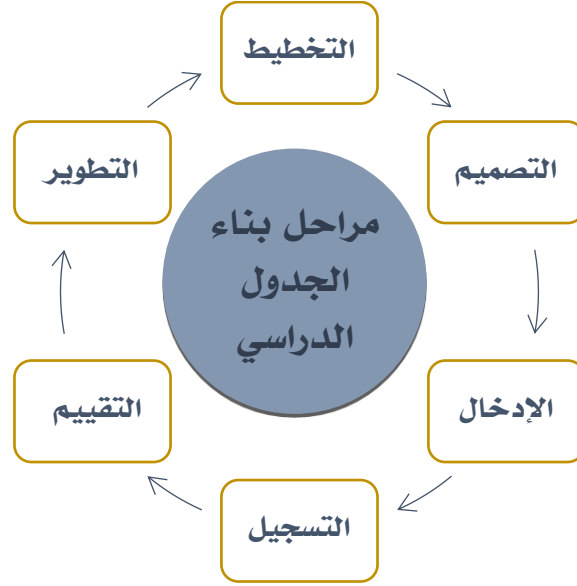 التخطيط
التصميم
الإدخال
التسجيل
التقييم
التطوير
مراحل بناء
الجدول
الدراسي